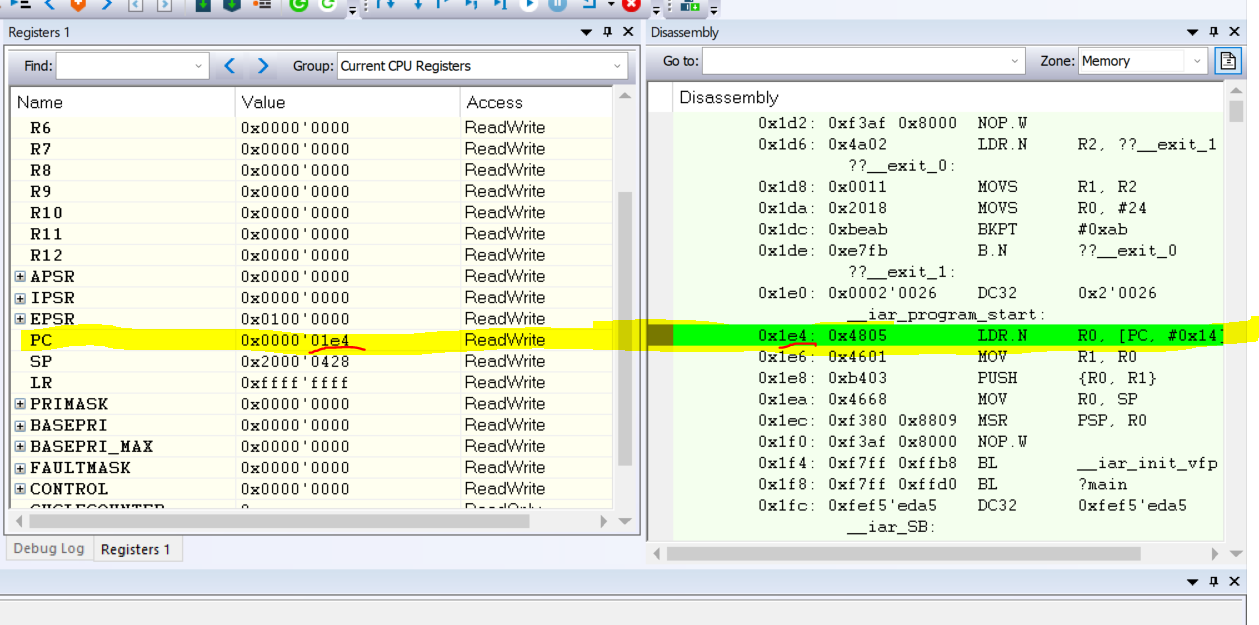 Registers 1
Find:
Group: Current CPU Registers
Name Value Access
R6 0x0000'0000 ReadWrite
R7 0x0000'0000 ReadWrite
R8 0x0000'0000 ReadWrite
R9 0x0000'0000 ReadWrite
R10 0x0000'0000 ReadWrite
R11 0x0000'0000 ReadWrite
R12 0x0000'0000 ReadWrite
APSR 0x0000'0000 ReadWrite
IPSR 0x0000'0000 ReadWrite
EPSR 0x0100'0000 ReadWrite
PC 0x0000'01e4 ReadWrite
SP 0x2000'0428 ReadWrite
LR 0xffff'ffff ReadWrite
PRIMASK 0x0000'0000 ReadWrite
BASEPRI 0x0000'0000 ReadWrite
BASEPRI_MAX 0x0000'0000 ReadWrite
FAULTMASK 0x0000'0000 ReadWrite
CONTROL 0x0000'0000 ReadWrite
CYCLECOUNTER 0 ReadOnly
Debug Log Registers 1
Disassembly
Go to:
Zone: Memory
Disassembly
0x1d2: 0xf3af 0x8000 NOP.W
0x1d6: 0x4a02 LDR.N R2, ??__exit_1
??__exit_0:
0x1d8: 0x0011 MOVS R1, R2
0x1da: 0x2018 MOVS R0, #24
0x1dc: 0xbeab BKPT #0xab
0x1de: 0xe7fb B.N ??__exit_0
??__exit_1:
0x1e0: 0x0002'0026 DC32 0x2'0026
__iar_program_start:
0x1e4: 0x4805 LDR.N R0, [PC, #0x14]
0x1e6: 0x4601 MOV R1, R0
0x1e8: 0xb403 PUSH {R0, R1}
0x1ea: 0x4668 MOV R0, SP
0x1ec: 0xf380 0x8809 MSR PSP, R0
0x1f0: 0xf3af 0x8000 NOP.W
0x1f4: 0xf7ff 0xffb8 BL __iar_init_vfp
0x1f8: 0xf7ff 0xffd0 BL ?main
0x1fc: 0xfef5'eda5 DC32 0xfef5'eda5
__iar_SB: